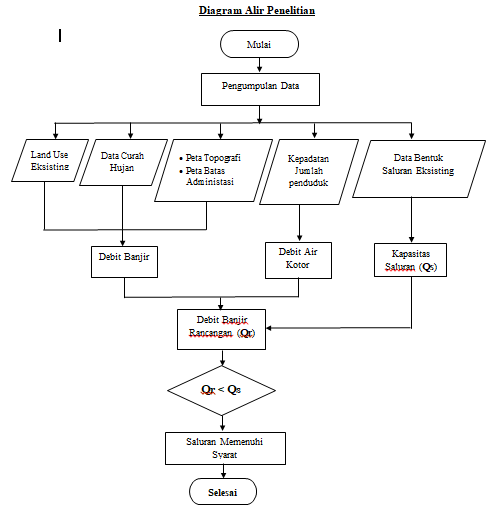 Diagram Alir Penelitian
Mulai
Pengumpulan Data
Land Use
Eksisting
Data Curah
Hujan
• Peta Topografi
• Peta Batas
Administasi
Kepadatan
Jumlah
penduduk
Data Bentuk
Saluran Eksisting
Debit Banjir
Debit Air
Kotor
Kapasitas
Saluran (Qs)
Debit Banjir
Rancangan (Qr)
Qr < Qs
Saluran Memenuhi
Syarat
Selesai